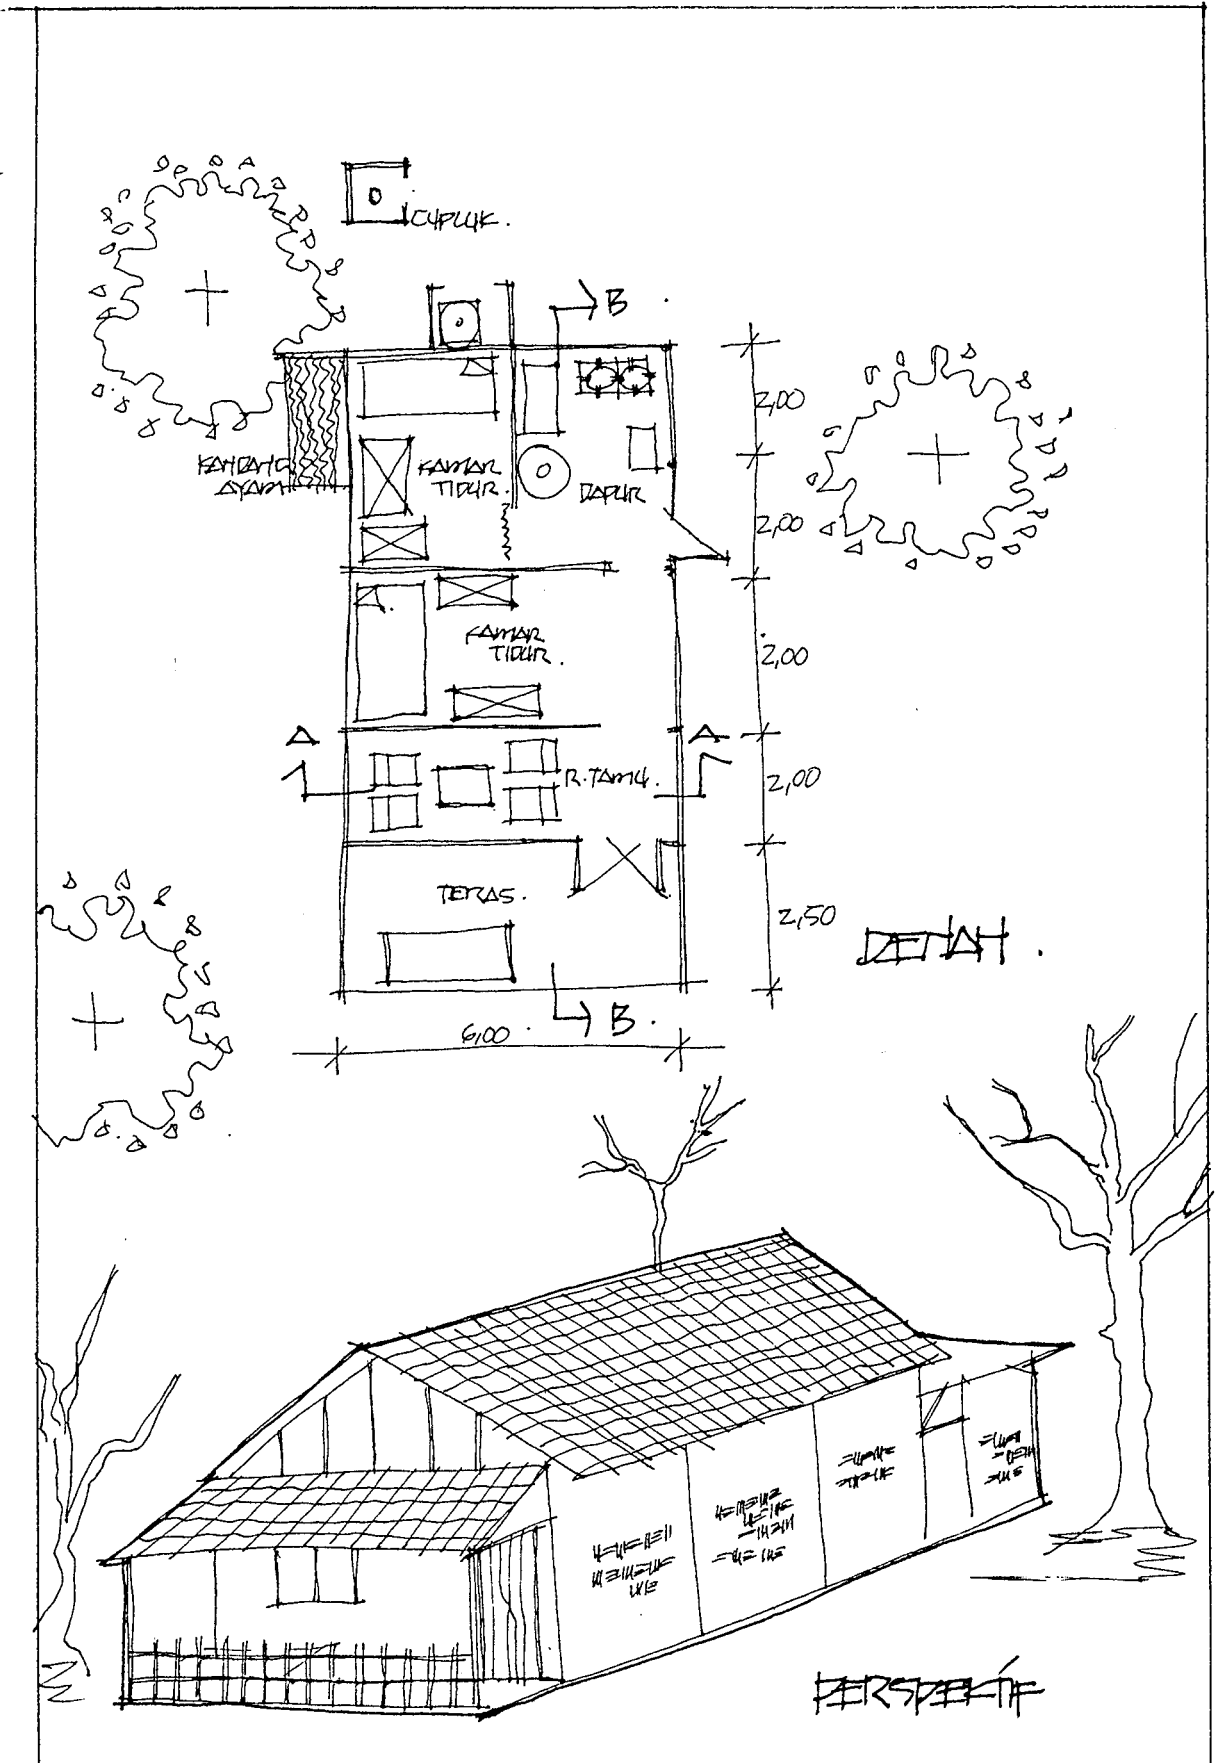 CUPLUK.
B
2,00
KANDANG
AYAM
KAMAR
TIDUR.
DAPUR
2,00
KAMAR
TIDUR.
2,00
A
A
R. TAMU.
2,00
TERAS.
2,50
DENAH.
B.
6,00
PERSPEKTIF